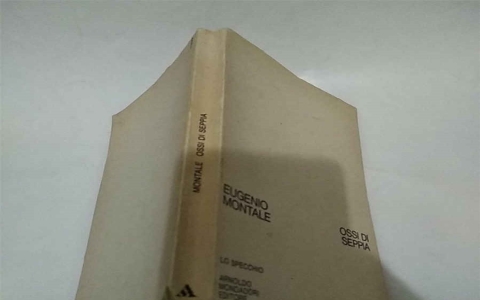 MONTALE OSSI DI SEPPIA
EUGENIO
MONTALE
OSSI DI
SEPPIA
LO SPECCHIO
ARNOLDO
MONDADORI
EDITORE